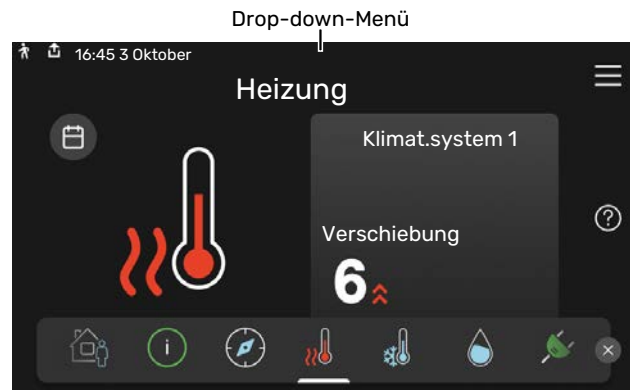 Drop-down-Menü
16:45 3 Oktober
Heizung
Klimat.system 1
Verschiebung
6